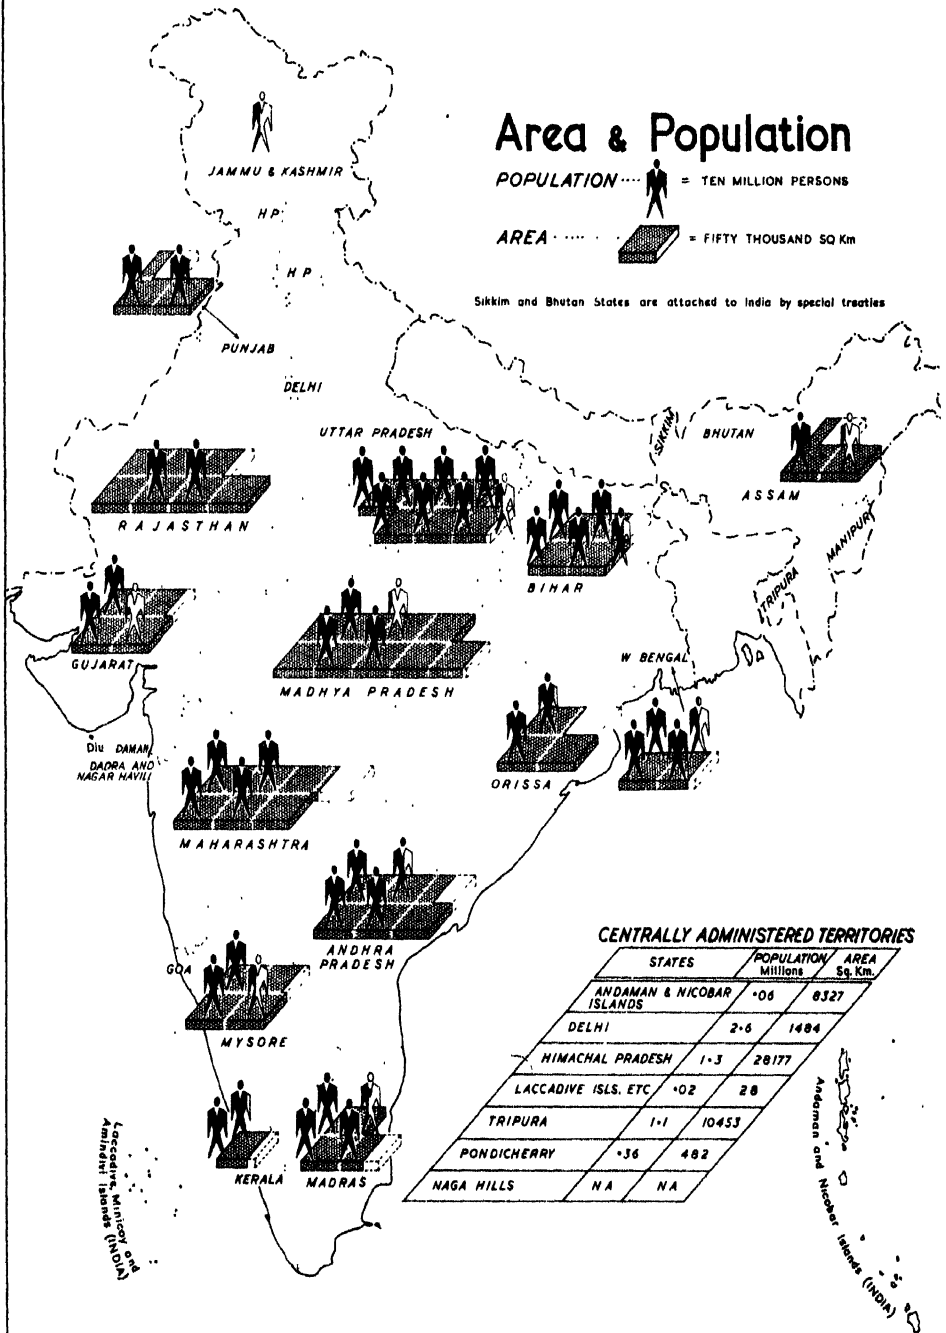 Area & Population
POPULATION .... = TEN MILLION PERSONS
AREA ..... = FIFTY THOUSAND SQ Km
Sikkim and Bhutan States are attached to India by special treaties
JAMMU & KASHMIR
H P
H P
PUNJAB
DELHI
UTTAR PRADESH
SIKKIM
BHUTAN
ASSAM
RAJASTHAN
BIHAR
MANIPUR
TRIPURA
GUJARAT
MADHYA PRADESH
W BENGAL
Diu DAMAN,
DADRA AND
NAGAR HAVILI
ORISSA
MAHARASHTRA
ANDHRA
PRADESH
GOA
MYSORE
KERALA
MADRAS
CENTRALLY ADMINISTERED TERRITORIES
STATES POPULATION Millions AREA Sq. Km.
ANDAMAN & NICOBAR ISLANDS ·06 8327
DELHI 2·6 1484
HIMACHAL PRADESH 1·3 28177
LACCADIVE ISLS. ETC ·02 28
TRIPURA 1·1 10453
PONDICHERRY ·36 482
NAGA HILLS N A N A
Laccadive, Minicoy and
Amindivi Islands (INDIA)
Andaman and Nicobar Islands (INDIA)